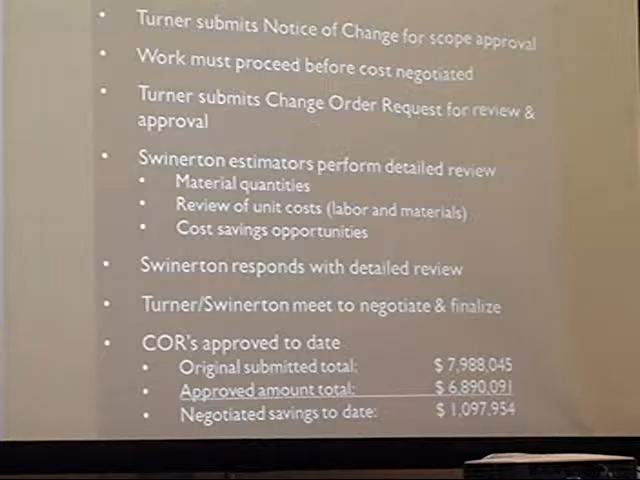 • Turner submits Notice of Change for scope approval
• Work must proceed before cost negotiated
• Turner submits Change Order Request for review &
approval
• Swinerton estimators perform detailed review
• Material quantities
• Review of unit costs (labor and materials)
• Cost savings opportunities
• Swinerton responds with detailed review
• Turner/Swinerton meet to negotiate & finalize
• COR's approved to date
• Original submitted total: $ 7,988,045
• Approved amount total: $ 6,890,091
• Negotiated savings to date: $ 1,097,954